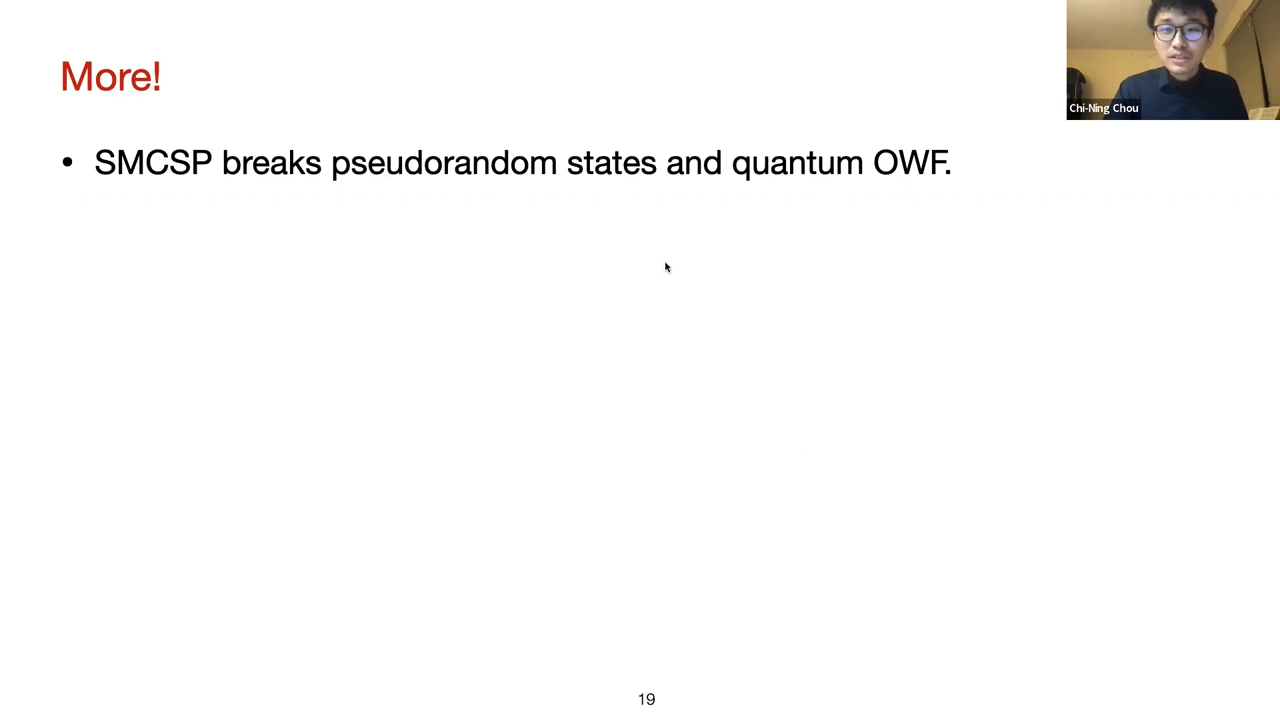 More!
Chi-Ning Chou
• SMCSP breaks pseudorandom states and quantum OWF.
19